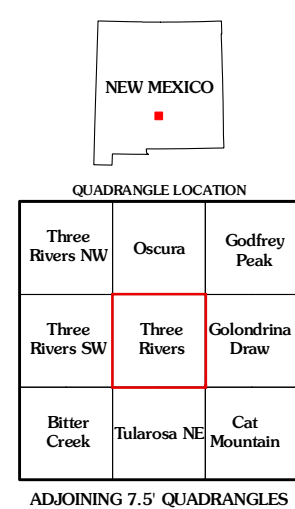 NEW MEXICO
QUADRANGLE LOCATION
Three
Rivers NW
Oscura
Godfrey
Peak
Three
Rivers SW
Three
Rivers
Golondrina
Draw
Bitter
Creek
Tularosa NE
Cat
Mountain
ADJOINING 7.5' QUADRANGLES